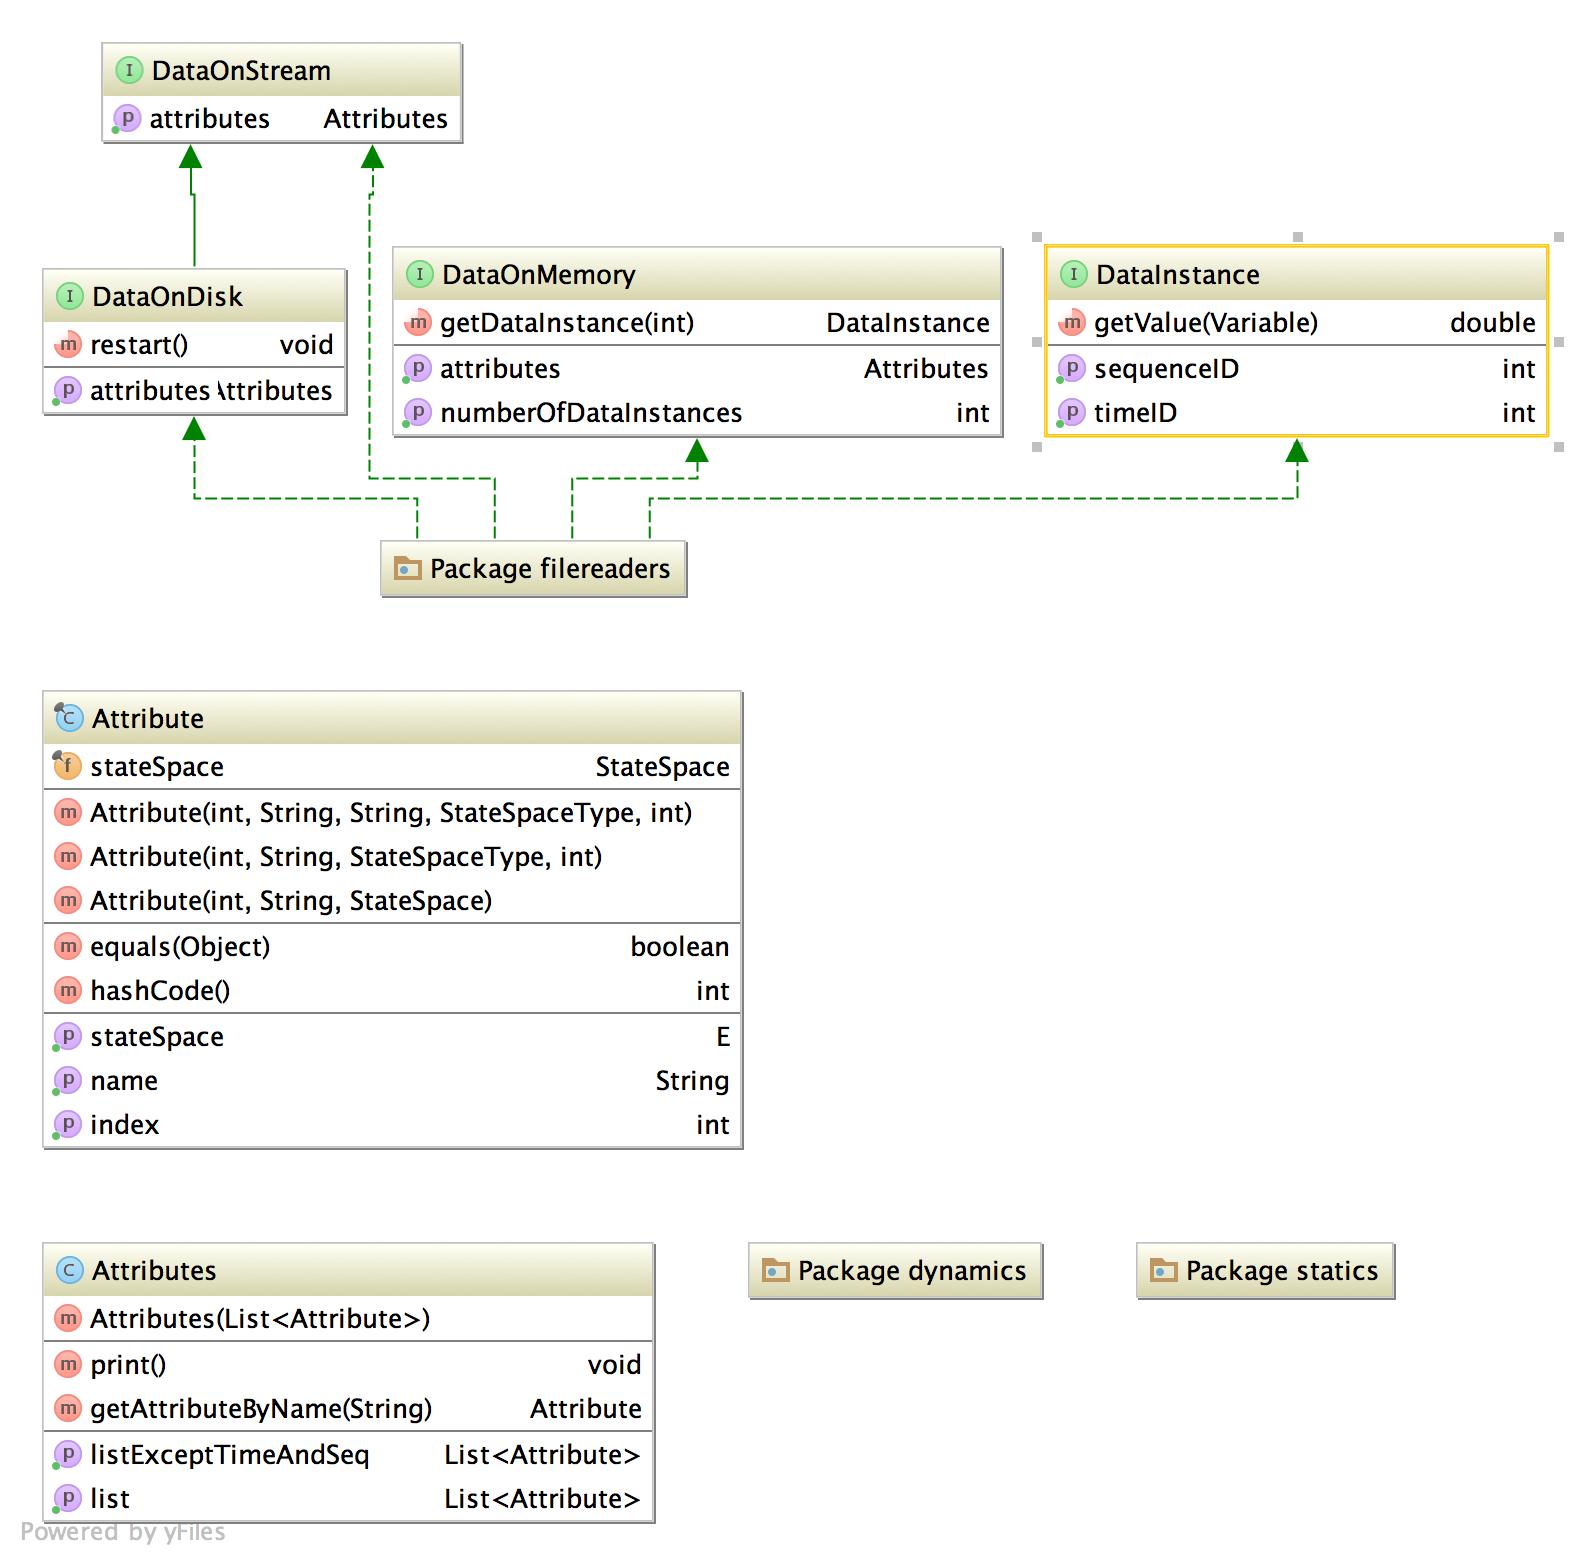 I DataOnStream
p attributes Attributes
I DataOnDisk
m restart() void
p attributes Attributes
I DataOnMemory
m getDataInstance(int) DataInstance
p attributes Attributes
p numberOfDataInstances int
I DataInstance
m getValue(Variable) double
p sequenceID int
p timeID int
Package filereaders
C Attribute
f stateSpace StateSpace
m Attribute(int, String, String, StateSpaceType, int)
m Attribute(int, String, StateSpaceType, int)
m Attribute(int, String, StateSpace)
m equals(Object) boolean
m hashCode() int
p stateSpace E
p name String
p index int
C Attributes
m Attributes(List<Attribute>)
m print() void
m getAttributeByName(String) Attribute
p listExceptTimeAndSeq List<Attribute>
p list List<Attribute>
Package dynamics
Package statics
Powered by yFiles